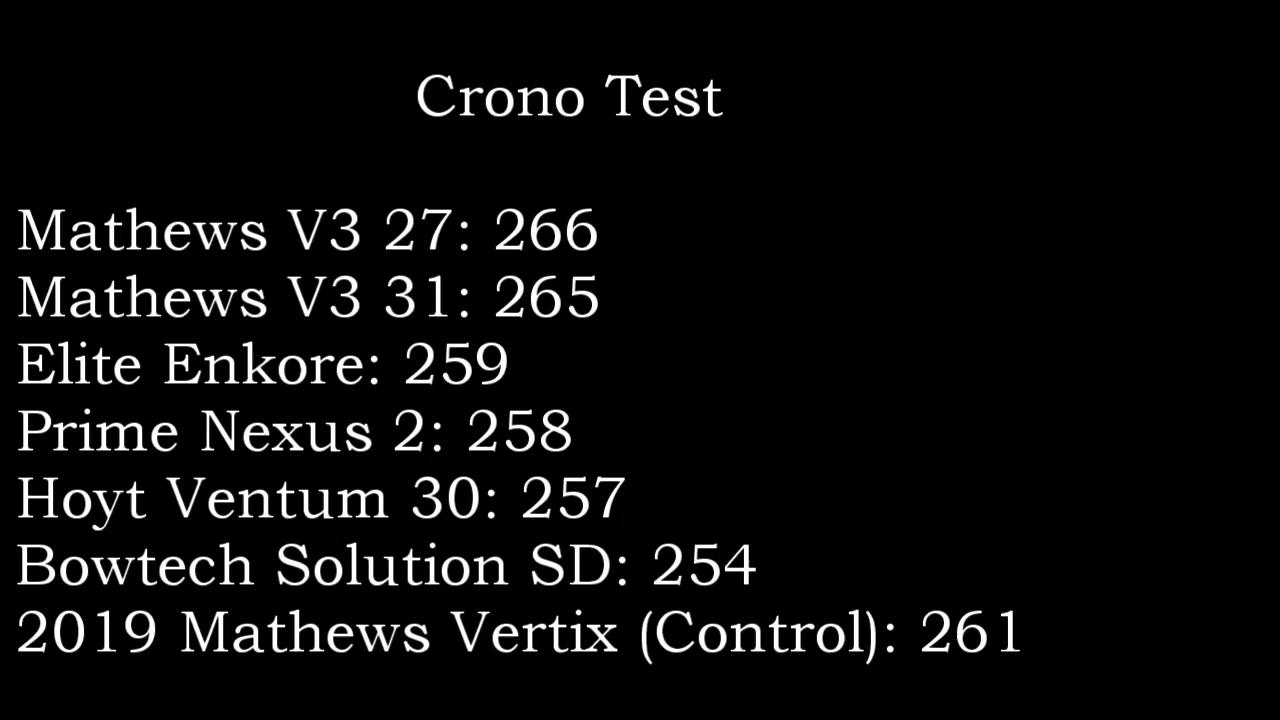 Crono Test
Mathews V3 27: 266
Mathews V3 31: 265
Elite Enkore: 259
Prime Nexus 2: 258
Hoyt Ventum 30: 257
Bowtech Solution SD: 254
2019 Mathews Vertix (Control): 261